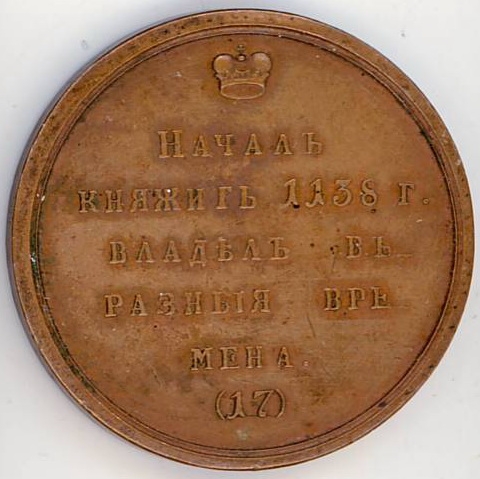 НАЧАЛЪ
КНЯЖИТЬ 1138 Г.
ВЛАДѢЛЪ ВЪ
РАЗНЫЯ ВРЕ
МЕНА.
(17)